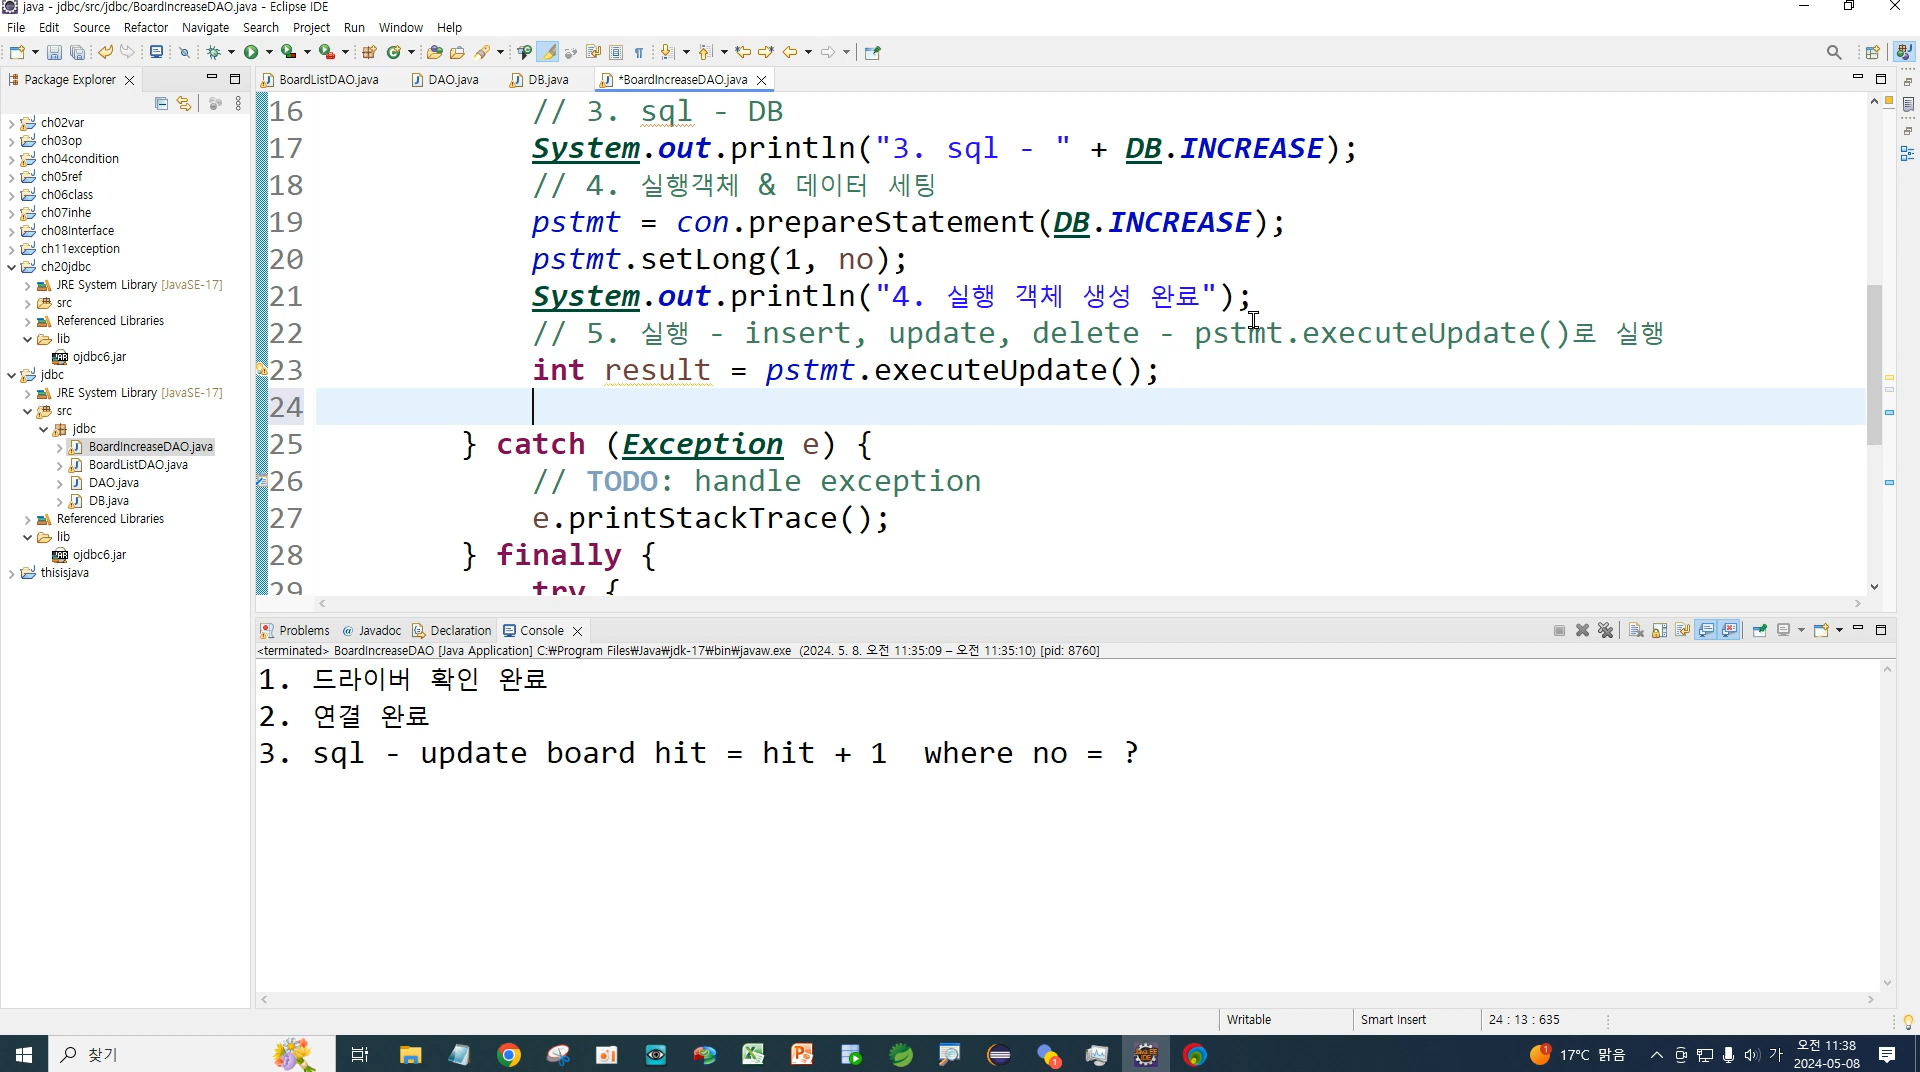 java - jdbc/src/jdbc/BoardIncreaseDAO.java - Eclipse IDE
File Edit Source Refactor Navigate Search Project Run Window Help
Package Explorer
BoardListDAO.java DAO.java DB.java *BoardIncreaseDAO.java
ch02var
ch03op
ch04condition
ch05ref
ch06class
ch07inhe
ch08Interface
ch11exception
ch20jdbc
JRE System Library [JavaSE-17]
src
Referenced Libraries
lib
ojdbc6.jar
jdbc
JRE System Library [JavaSE-17]
src
jdbc
BoardIncreaseDAO.java
BoardListDAO.java
DAO.java
DB.java
Referenced Libraries
lib
ojdbc6.jar
thisisjava
16 // 3. sql - DB
17 System.out.println("3. sql - " + DB.INCREASE);
18 // 4. 실행객체 & 데이터 세팅
19 pstmt = con.prepareStatement(DB.INCREASE);
20 pstmt.setLong(1, no);
21 System.out.println("4. 실행 객체 생성 완료");
22 // 5. 실행 - insert, update, delete - pstmt.executeUpdate()로 실행
23 int result = pstmt.executeUpdate();
24
25 } catch (Exception e) {
26 // TODO: handle exception
27 e.printStackTrace();
28 } finally {
29 try {
Problems Javadoc Declaration Console
<terminated> BoardIncreaseDAO [Java Application] C:₩Program Files₩Java₩jdk-17₩bin₩javaw.exe (2024. 5. 8. 오전 11:35:09 – 오전 11:35:10) [pid: 8760]
1. 드라이버 확인 완료
2. 연결 완료
3. sql - update board hit = hit + 1  where no = ?
Writable Smart Insert 24 : 13 : 635
찾기
17°C 맑음
가
오전 11:38
2024-05-08